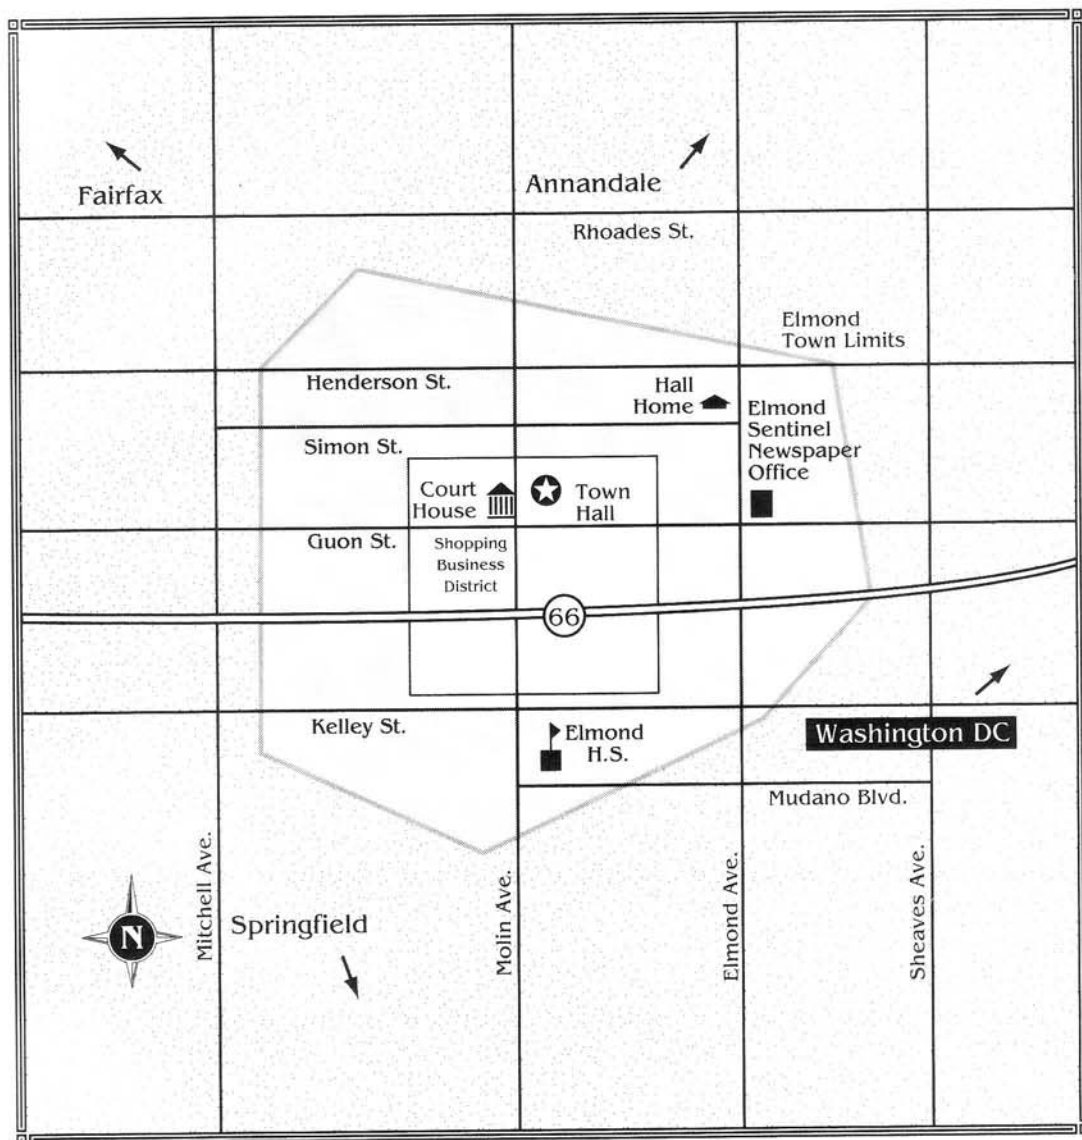 Fairfax
Annandale
Rhoades St.
Elmond
Town Limits
Henderson St.
Hall
Home
Elmond
Sentinel
Newspaper
Office
Simon St.
Court
House
Town
Hall
Guon St.
Shopping
Business
District
66
Kelley St.
Elmond
H.S.
Washington DC
Mudano Blvd.
Mitchell Ave.
Molin Ave.
Elmond Ave.
Sheaves Ave.
N
Springfield